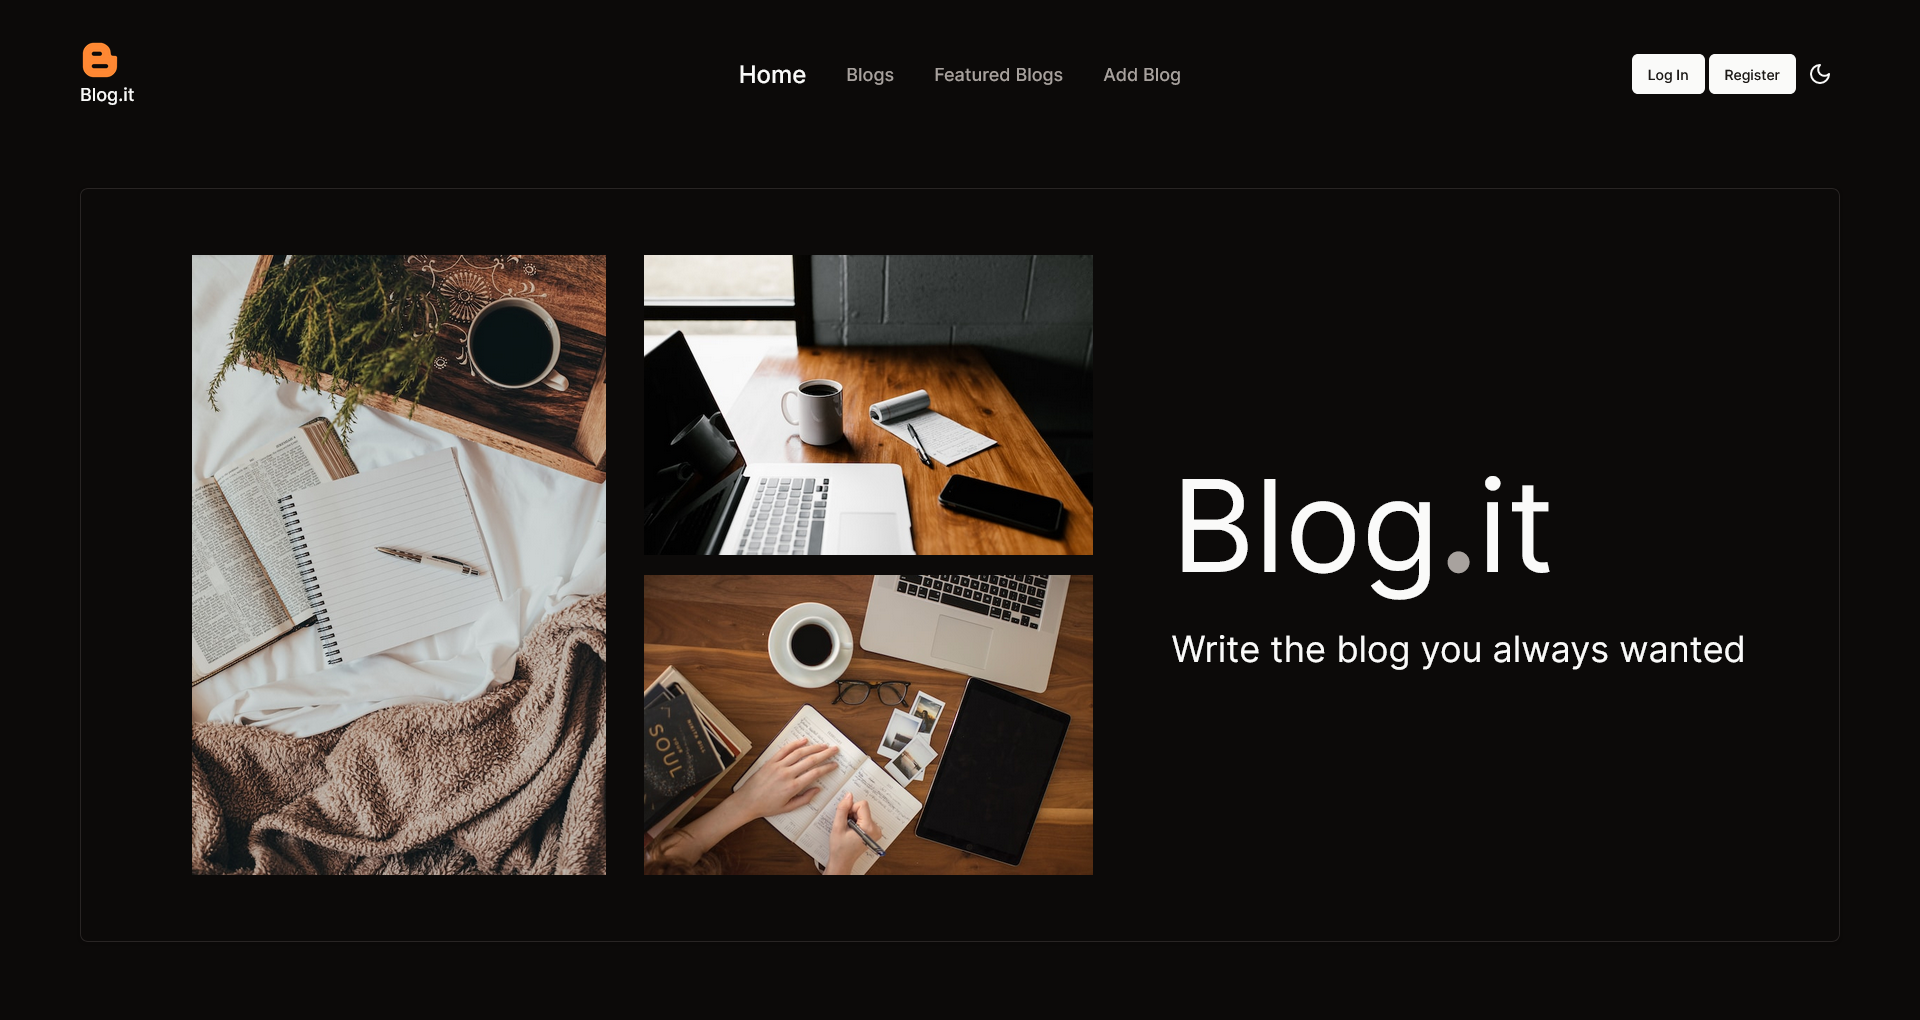 Blog.it
Home Blogs Featured Blogs Add Blog
Log In Register
SOUL
Blog.it
Write the blog you always wanted